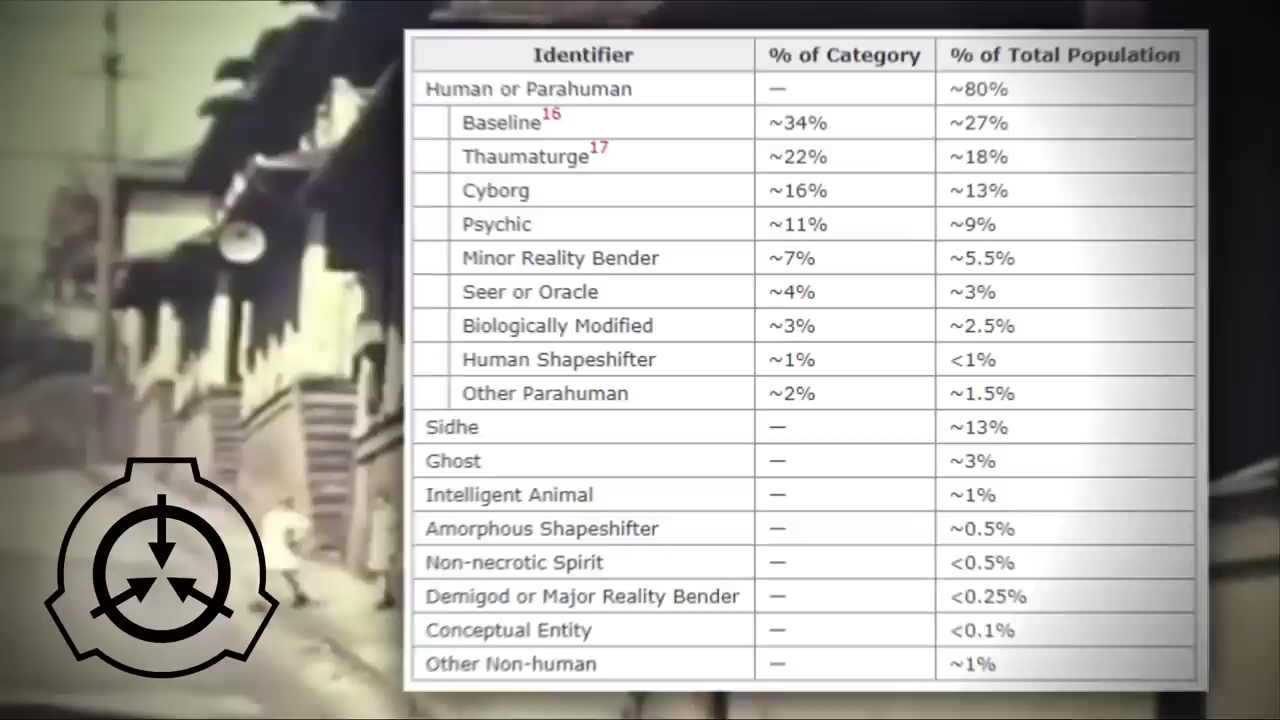 Identifier % of Category % of Total Population
Human or Parahuman — ~80%
Baseline16 ~34% ~27%
Thaumaturge17 ~22% ~18%
Cyborg ~16% ~13%
Psychic ~11% ~9%
Minor Reality Bender ~7% ~5.5%
Seer or Oracle ~4% ~3%
Biologically Modified ~3% ~2.5%
Human Shapeshifter ~1% <1%
Other Parahuman ~2% ~1.5%
Sidhe — ~13%
Ghost — ~3%
Intelligent Animal — ~1%
Amorphous Shapeshifter — ~0.5%
Non-necrotic Spirit — <0.5%
Demigod or Major Reality Bender — <0.25%
Conceptual Entity — <0.1%
Other Non-human — ~1%